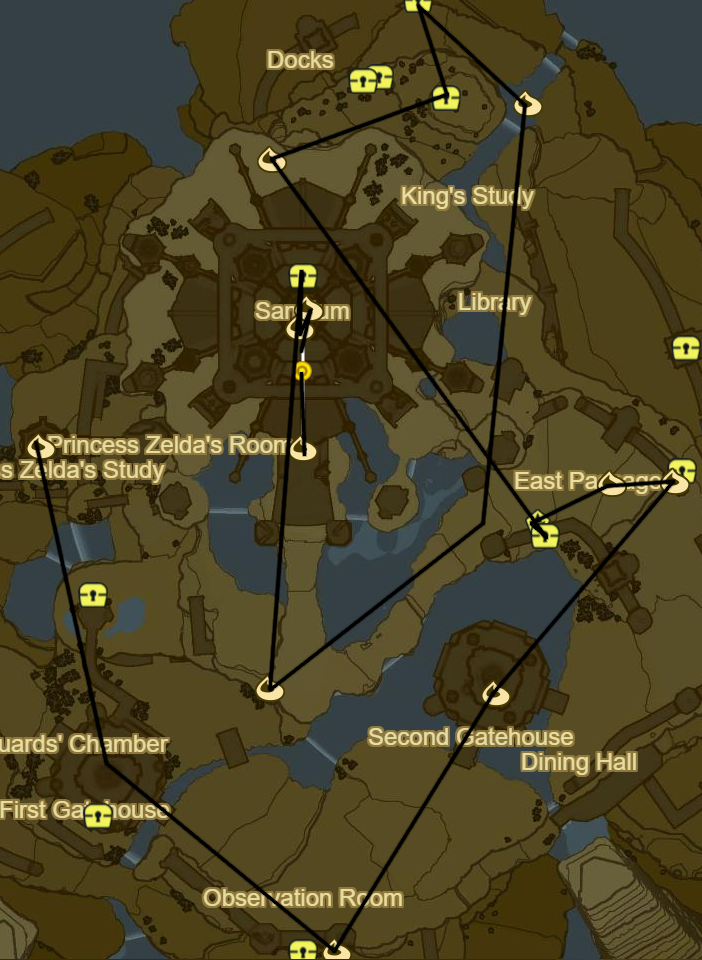 Docks
King's Study
Library
Princess Zelda's Room
s Zelda's Study
East Passage
uards' Chamber
Second Gatehouse
Dining Hall
First Gatehouse
Observation Room